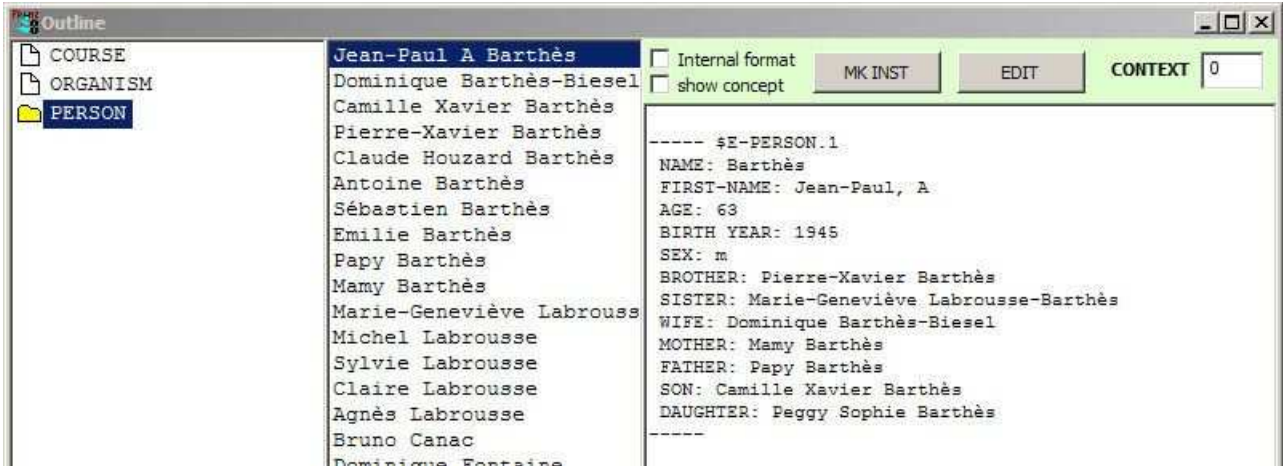 Outline
COURSE
ORGANISM
PERSON
Jean-Paul A Barthès
Dominique Barthès-Biesel
Camille Xavier Barthès
Pierre-Xavier Barthès
Claude Houzard Barthès
Antoine Barthès
Sébastien Barthès
Emilie Barthès
Papy Barthès
Mamy Barthès
Marie-Geneviève Labrouss
Michel Labrousse
Sylvie Labrousse
Claire Labrousse
Agnès Labrousse
Bruno Canac
Dominique Fontaine
Internal format
show concept
MK INST
EDIT
CONTEXT 0
----- $E-PERSON.1
NAME: Barthès
FIRST-NAME: Jean-Paul, A
AGE: 63
BIRTH YEAR: 1945
SEX: m
BROTHER: Pierre-Xavier Barthès
SISTER: Marie-Geneviève Labrousse-Barthès
WIFE: Dominique Barthès-Biesel
MOTHER: Mamy Barthès
FATHER: Papy Barthès
SON: Camille Xavier Barthès
DAUGHTER: Peggy Sophie Barthès
-----